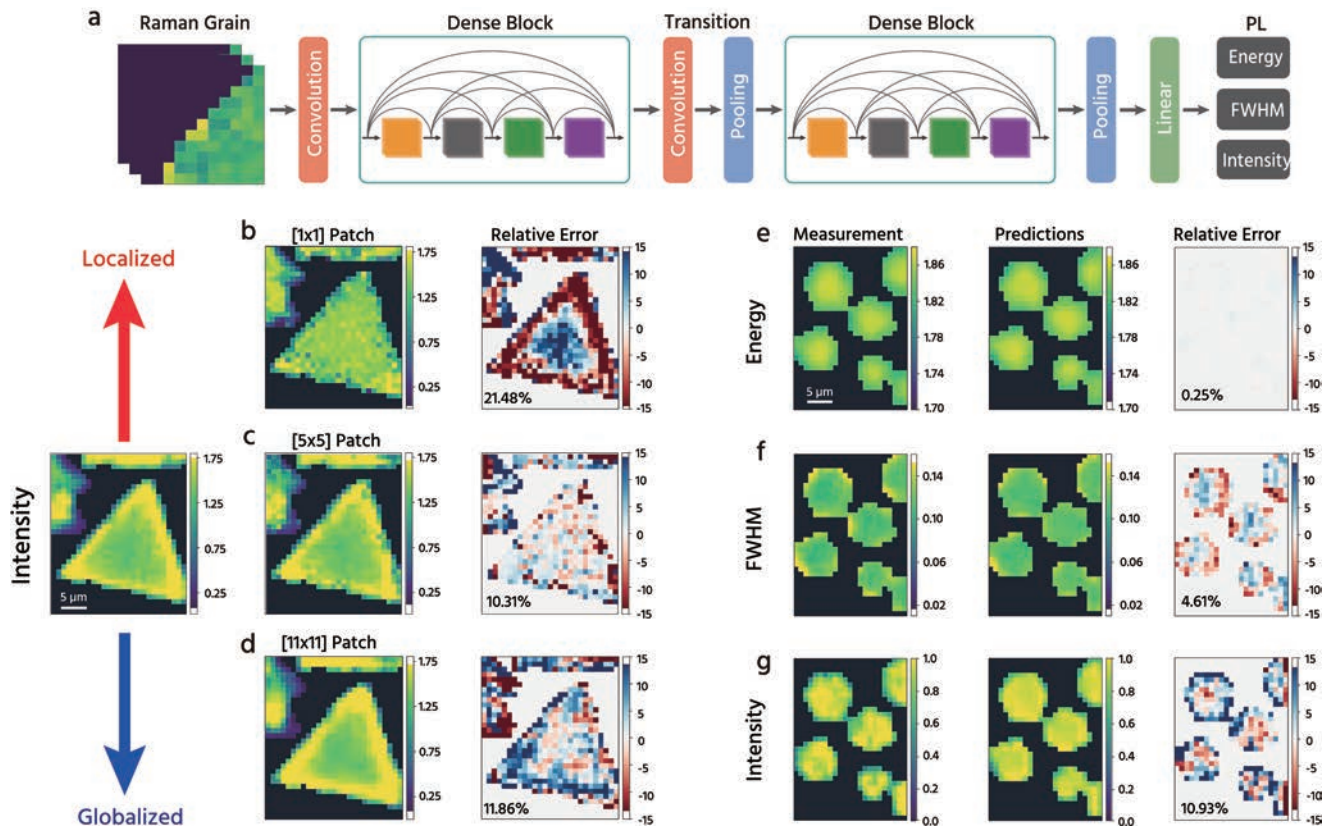 a
Raman Grain
Convolution
Dense Block
Transition
Convolution
Pooling
Dense Block
Pooling
Linear
PL
Energy
FWHM
Intensity
Localized
Globalized
Intensity
5 µm
1.75
1.25
0.75
0.25
b
[1x1] Patch
1.75
1.25
0.75
0.25
Relative Error
21.48%
15
10
5
0
-5
-10
-15
c
[5x5] Patch
1.75
1.25
0.75
0.25
10.31%
15
10
5
0
-5
-10
-15
d
[11x11] Patch
1.75
1.25
0.75
0.25
11.86%
15
10
5
0
-5
-10
-15
e
Measurement
Predictions
Relative Error
Energy
5 µm
1.86
1.82
1.78
1.74
1.70
1.86
1.82
1.78
1.74
1.70
0.25%
15
10
5
0
-5
-10
-15
f
FWHM
0.14
0.10
0.06
0.02
0.14
0.10
0.06
0.02
4.61%
15
10
5
0
-5
-100
-15
g
Intensity
1.0
0.8
0.6
0.4
0.2
0.0
1.0
0.8
0.6
0.4
0.2
0.0
10.93%
15
10
5
0
-5
-10
-15